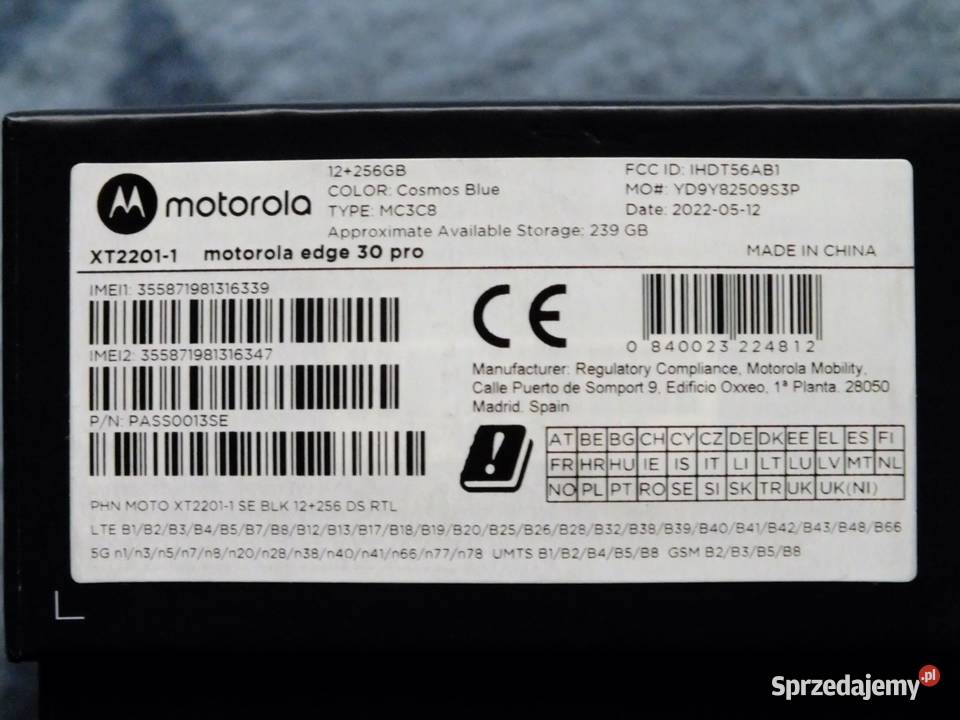 motorola
12+256GB
COLOR: Cosmos Blue
TYPE: MC3C8
Approximate Available Storage: 239 GB
FCC ID: IHDT56AB1
MO#: YD9Y82509S3P
Date: 2022-05-12
XT2201-1 motorola edge 30 pro
MADE IN CHINA
IMEI1: 355871981316339
IMEI2: 355871981316347
P/N: PASS0013SE
CE
0 840023 224812
Manufacturer: Regulatory Compliance, Motorola Mobility,
Calle Puerto de Somport 9, Edificio Oxxeo, 1ª Planta. 28050
Madrid. Spain
AT BE BG CH CY CZ DE DK EE EL ES FI
FR HR HU IE IS IT LI LT LU LV MT NL
NO PL PT RO SE SI SK TR UK UK(NI)
PHN MOTO XT2201-1 SE BLK 12+256 DS RTL
LTE B1/B2/B3/B4/B5/B7/B8/B12/B13/B17/B18/B19/B20/B25/B26/B28/B32/B38/B39/B40/B41/B42/B43/B48/B66
5G n1/n3/n5/n7/n8/n20/n28/n38/n40/n41/n66/n77/n78 UMTS B1/B2/B4/B5/B8 GSM B2/B3/B5/B8
Sprzedajemy.pl